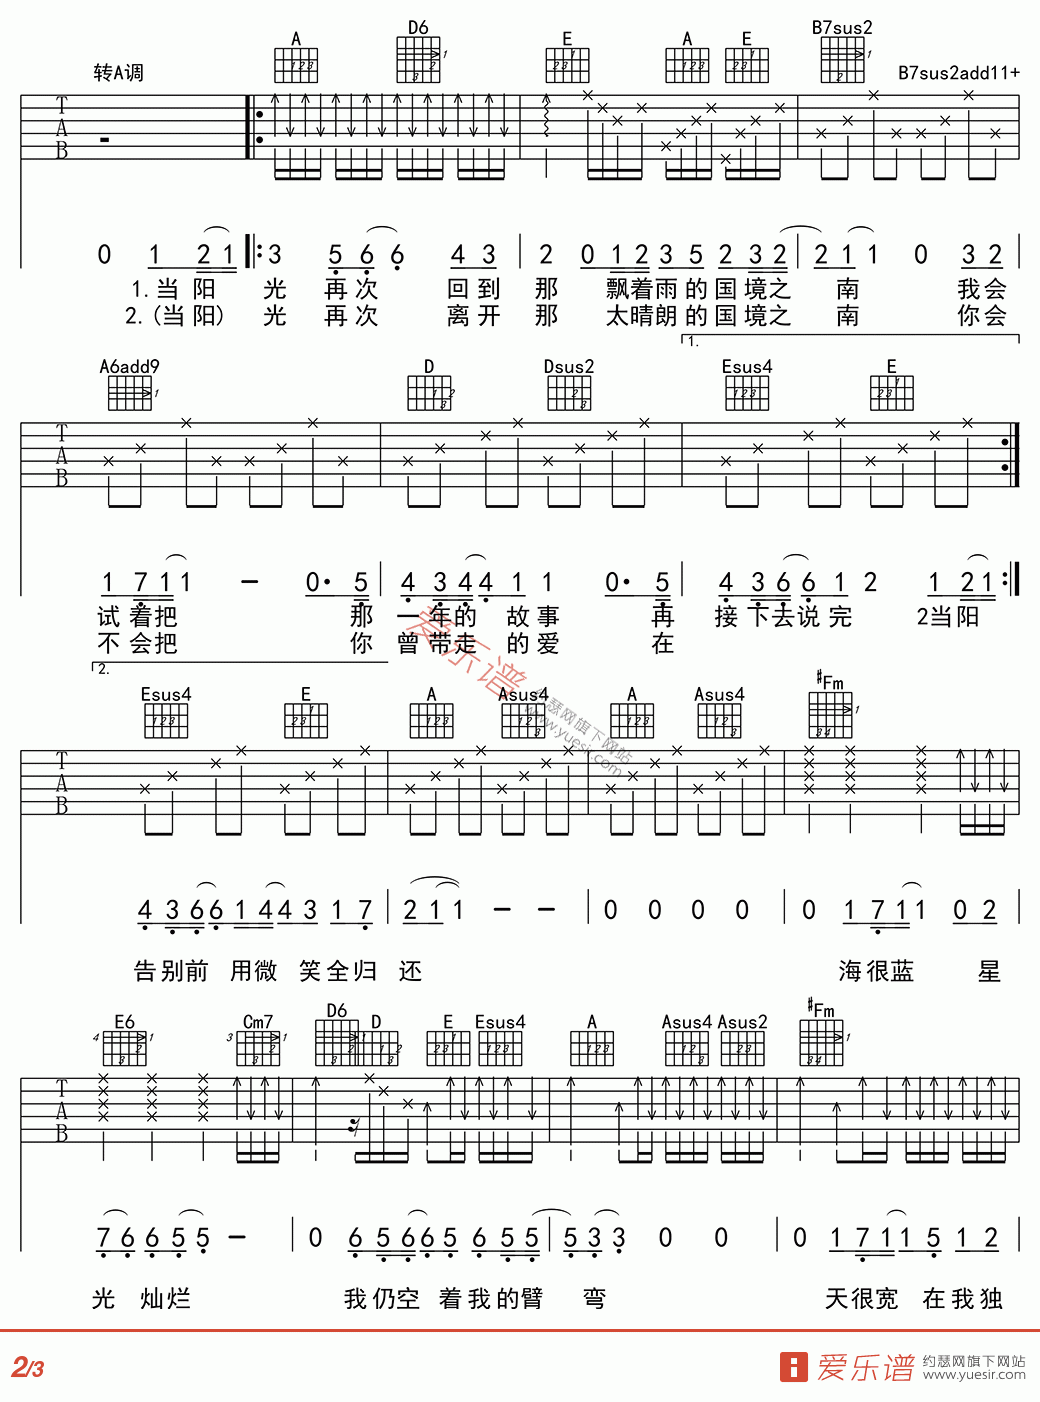 A D6 E A E B7sus2
转A调 B7sus2add11+
T A B
0 1 2 1 3 5 6 6 4 3 2 0 1 2 3 5 2 3 2 2 1 1 0 3 2
1.当 阳 光 再 次 回 到 那 飘 着 雨 的 国 境 之 南 我 会
2.(当 阳) 光 再 次 离 开 那 太 晴 朗 的 国 境 之 南 你 会
1.
A6add9 D Dsus2 Esus4 E
T A B
1 7 1 1 - 0· 5 4 3 4 4 1 1 0· 5 4 3 6 6 1 2 1 2 1
试 着 把 那 一 年 的 故 事 再 接 下 去 说 完 2当 阳
不 会 把 你 曾 带 走 的 爱 在
2.
爱乐谱
约瑟网旗下网站
www.yuesir.com
Esus4 E A Asus4 A Asus4 #Fm
T A B
4 3 6 6 1 4 4 3 1 7 2 1 1 - - 0 0 0 0 0 1 7 1 1 0 2
告 别 前 用 微 笑 全 归 还 海 很 蓝 星
E6 Cm7 D6 D E Esus4 A Asus4 Asus2 #Fm
T A B
7 6 6 5 5 - 0 6 5 6 6 5 6 5 5 5 3 3 0 0 0 1 7 1 1 5 1 2
光 灿 烂 我 仍 空 着 我 的 臂 弯 天 很 宽 在 我 独
2/3
爱乐谱 约瑟网旗下网站
www.yuesir.com